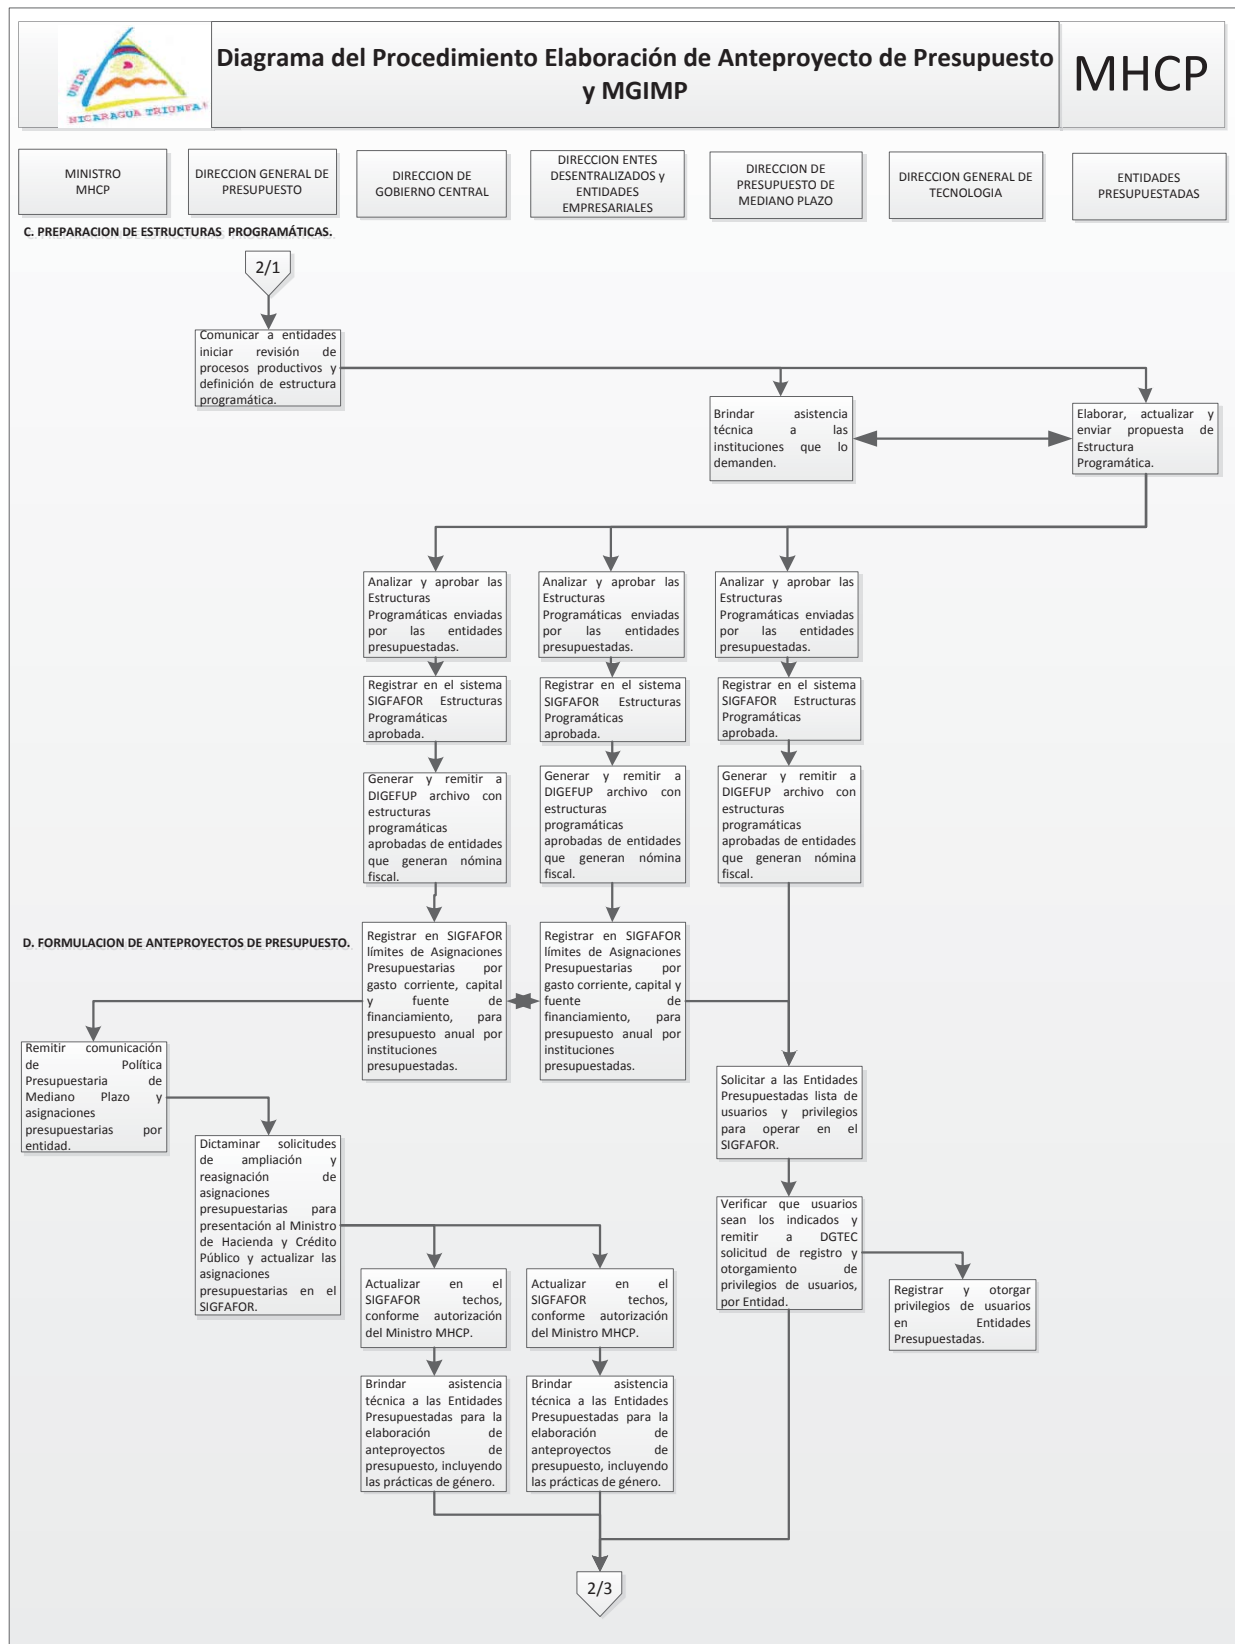 UNIDA
NICARAGUA TRIUNFA!
Diagrama del Procedimiento Elaboración de Anteproyecto de Presupuesto
y MGIMP
MHCP
MINISTRO
MHCP
DIRECCION GENERAL DE
PRESUPUESTO
DIRECCION DE
GOBIERNO CENTRAL
DIRECCION ENTES
DESENTRALIZADOS y
ENTIDADES
EMPRESARIALES
DIRECCION DE
PRESUPUESTO DE
MEDIANO PLAZO
DIRECCION GENERAL DE
TECNOLOGIA
ENTIDADES
PRESUPUESTADAS
C. PREPARACION DE ESTRUCTURAS PROGRAMÁTICAS.
2/1
Comunicar a entidades
iniciar revisión de
procesos productivos y
definición de estructura
programática.
Brindar asistencia
técnica a las
instituciones que lo
demanden.
Elaborar, actualizar y
enviar propuesta de
Estructura
Programática.
Analizar y aprobar las
Estructuras
Programáticas enviadas
por las entidades
presupuestadas.
Analizar y aprobar las
Estructuras
Programáticas enviadas
por las entidades
presupuestadas.
Analizar y aprobar las
Estructuras
Programáticas enviadas
por las entidades
presupuestadas.
Registrar en el sistema
SIGFAFOR Estructuras
Programáticas
aprobada.
Registrar en el sistema
SIGFAFOR Estructuras
Programáticas
aprobada.
Registrar en el sistema
SIGFAFOR Estructuras
Programáticas
aprobada.
Generar y remitir a
DIGEFUP archivo con
estructuras
programáticas
aprobadas de entidades
que generan nómina
fiscal.
Generar y remitir a
DIGEFUP archivo con
estructuras
programáticas
aprobadas de entidades
que generan nómina
fiscal.
Generar y remitir a
DIGEFUP archivo con
estructuras
programáticas
aprobadas de entidades
que generan nómina
fiscal.
D. FORMULACION DE ANTEPROYECTOS DE PRESUPUESTO.
Registrar en SIGFAFOR
límites de Asignaciones
Presupuestarias por
gasto corriente, capital
y fuente de
financiamiento, para
presupuesto anual por
instituciones
presupuestadas.
Registrar en SIGFAFOR
límites de Asignaciones
Presupuestarias por
gasto corriente, capital y
fuente de
financiamiento, para
presupuesto anual por
instituciones
presupuestadas.
Remitir comunicación
de Política
Presupuestaria de
Mediano Plazo y
asignaciones
presupuestarias por
entidad.
Solicitar a las Entidades
Presupuestadas lista de
usuarios y privilegios
para operar en el
SIGFAFOR.
Dictaminar solicitudes
de ampliación y
reasignación de
asignaciones
presupuestarias para
presentación al Ministro
de Hacienda y Crédito
Público y actualizar las
asignaciones
presupuestarias en el
SIGFAFOR.
Verificar que usuarios
sean los indicados y
remitir a DGTEC
solicitud de registro y
otorgamiento de
privilegios de usuarios,
por Entidad.
Actualizar en el
SIGFAFOR techos,
conforme autorización
del Ministro MHCP.
Actualizar en el
SIGFAFOR techos,
conforme autorización
del Ministro MHCP.
Registrar y otorgar
privilegios de usuarios
en Entidades
Presupuestadas.
Brindar asistencia
técnica a las Entidades
Presupuestadas para la
elaboración de
anteproyectos de
presupuesto, incluyendo
las prácticas de género.
Brindar asistencia
técnica a las Entidades
Presupuestadas para la
elaboración de
anteproyectos de
presupuesto, incluyendo
las prácticas de género.
2/3